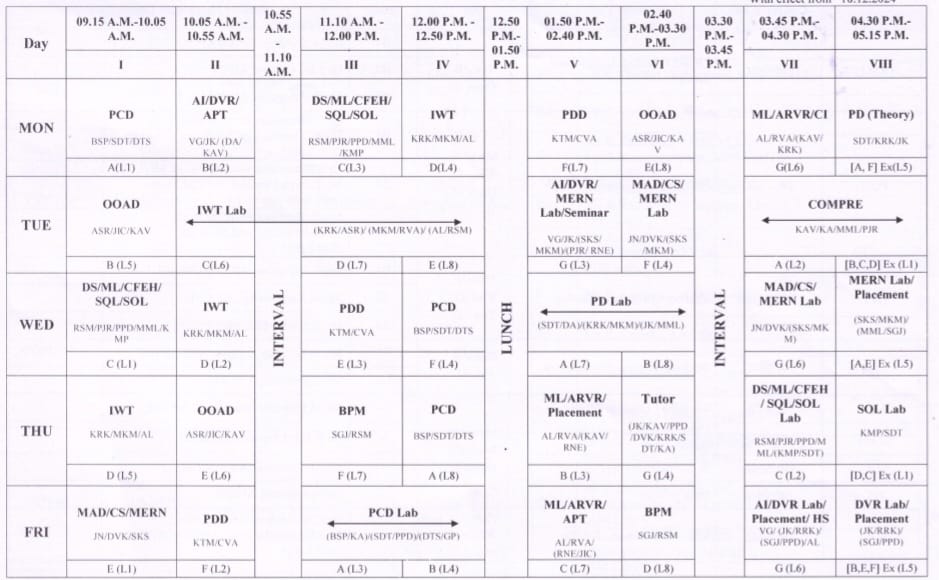 With effect from 16.12.2024
Day
09.15 A.M.-10.05 A.M.
10.05 A.M. - 10.55 A.M.
10.55 A.M. - 11.10 A.M.
11.10 A.M. - 12.00 P.M.
12.00 P.M. - 12.50 P.M.
12.50 P.M.- 01.50 P.M.
01.50 P.M.- 02.40 P.M.
02.40 P.M.-03.30 P.M.
03.30 P.M.- 03.45 P.M.
03.45 P.M.- 04.30 P.M.
04.30 P.M.- 05.15 P.M.
I
II
III
IV
V
VI
VII
VIII
INTERVAL
LUNCH
INTERVAL
MON
PCD
BSP/SDT/DTS
A(L1)
AI/DVR/
APT
VG/JK/ (DA/
KAV)
B(L2)
DS/ML/CFEH/
SQL/SOL
RSM/PJR/PPD/MML
/KMP
C(L3)
IWT
KRK/MKM/AL
D(L4)
PDD
KTM/CVA
F(L7)
OOAD
ASR/JIC/KA
V
E(L8)
ML/ARVR/CI
AL/RVA/(KAV/
KRK)
G(L6)
PD (Theory)
SDT/KRK/JK
[A, F] Ex(L5)
TUE
OOAD
ASR/JIC/KAV
B (L5)
IWT Lab
(KRK/ASR)/ (MKM/RVA)/ (AL/RSM)
C(L6)
D (L7)
E (L8)
AI/DVR/
MERN
Lab/Seminar
VG/JK/(SKS/
MKM)/(PJR/ RNE)
G (L3)
MAD/CS/
MERN
Lab
JN/DVK/(SKS
/MKM)
F (L4)
COMPRE
KAV/KA/MML/PJR
A (L2)
[B,C,D] Ex (L1)
WED
DS/ML/CFEH/
SQL/SOL
RSM/PJR/PPD/MML/K
MP
C (L1)
IWT
KRK/MKM/AL
D (L2)
PDD
KTM/CVA
E (L3)
PCD
BSP/SDT/DTS
F (L4)
PD Lab
(SDT/DA)/(KRK/MKM)/(JK/MML)
A (L7)
B (L8)
MAD/CS/
MERN Lab
JN/DVK/(SKS/MK
M)
G (L6)
MERN Lab/
Placement
(SKS/MKM)/
(MML/SGJ)
[A,E] Ex (L5)
THU
IWT
KRK/MKM/AL
D (L5)
OOAD
ASR/JIC/KAV
E (L6)
BPM
SGJ/RSM
F (L7)
PCD
BSP/SDT/DTS
A (L8)
ML/ARVR/
Placement
AL/RVA/(KAV/
RNE)
B (L3)
Tutor
(JK/KAV/PPD
/DVK/KRK/S
DT/KA)
G (L4)
DS/ML/CFEH
/ SQL/SOL
Lab
RSM/PJR/PPD/M
ML/(KMP/SDT)
C (L2)
SOL Lab
KMP/SDT
[D,C] Ex (L1)
FRI
MAD/CS/MERN
JN/DVK/SKS
E (L1)
PDD
KTM/CVA
F (L2)
PCD Lab
(BSP/KA)/(SDT/PPD)/(DTS/GP)
A (L3)
B (L4)
ML/ARVR/
APT
AL/RVA/
(RNE/JIC)
C (L7)
BPM
SGJ/RSM
D (L8)
AI/DVR Lab/
Placement/ HS
VG/ (JK/RRK)/
(SGJ/PPD)/AL
G (L6)
DVR Lab/
Placement
(JK/RRK)/
(SGJ/PPD)
[B,E,F] Ex (L5)